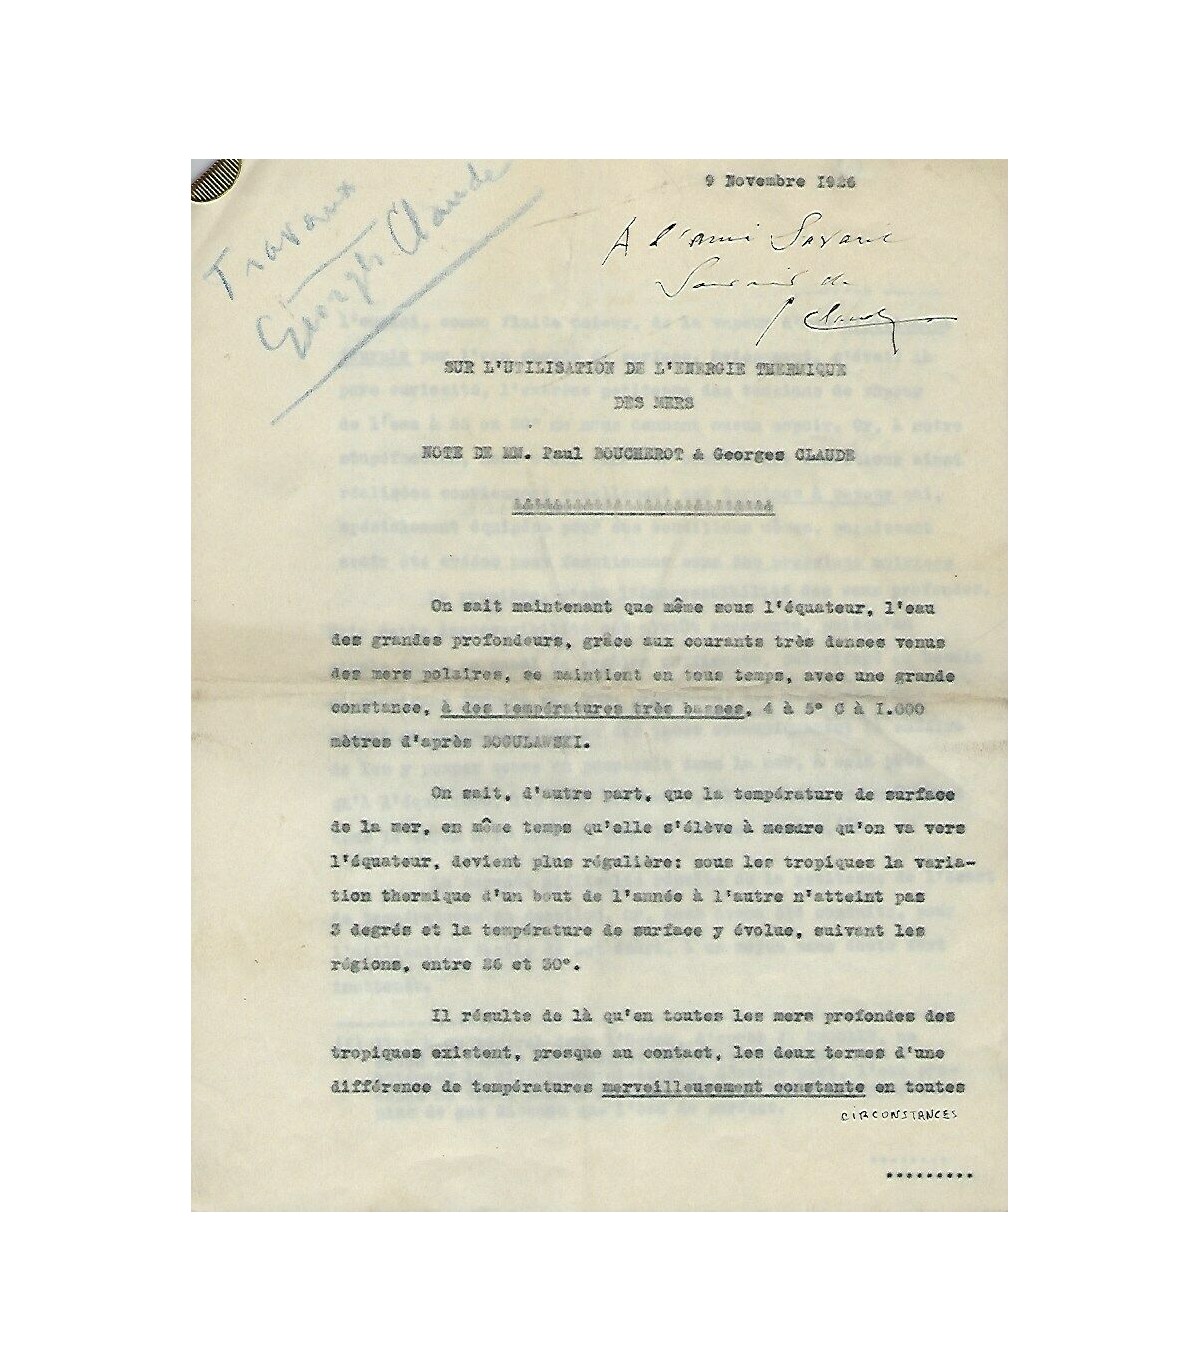 Travaux
Georges Claude
9 Novembre 1926
A l'ami Savare
Souvenir de
G Claude
SUR L'UTILISATION DE L'ENERGIE THERMIQUE
DES MERS
NOTE DE MM. Paul BOUCHEROT & Georges CLAUDE
On sait maintenant que même sous l'équateur, l'eau
des grandes profondeurs, grâce aux courants très denses venus
des mers polaires, se maintient en tous temps, avec une grande
constance, à des températures très basses, 4 à 5° C à I.000
mètres d'après BOGULAWSKI.
On sait, d'autre part, que la température de surface
de la mer, en même temps qu'elle s'élève à mesure qu'on va vers
l'équateur, devient plus régulière: sous les tropiques la varia-
tion thermique d'un bout de l'année à l'autre n'atteint pas
3 degrés et la température de surface y évolue, suivant les
régions, entre 26 et 30°.
Il résulte de là qu'en toutes les mers profondes des
tropiques existent, presque au contact, les deux termes d'une
différence de températures merveilleusement constante en toutes
CIRCONSTANCES
.........